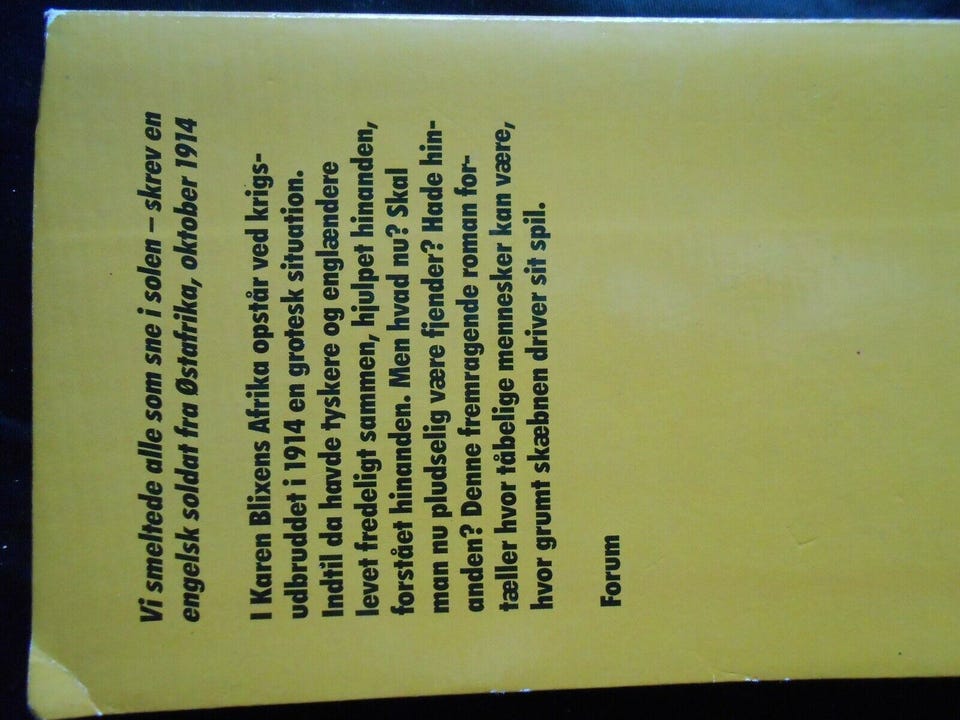 Vi smeltede alle som sne i solen – skrev en
engelsk soldat fra Østafrika, oktober 1914
I Karen Blixens Afrika opstår ved krigs-
udbruddet i 1914 en grotesk situation.
Indtil da havde tyskere og englændere
levet fredeligt sammen, hjulpet hinanden,
forstået hinanden. Men hvad nu? Skal
man nu pludselig være fjender? Hade hin-
anden? Denne fremragende roman for-
tæller hvor tåbelige mennesker kan være,
hvor grumt skæbnen driver sit spil.
Forum